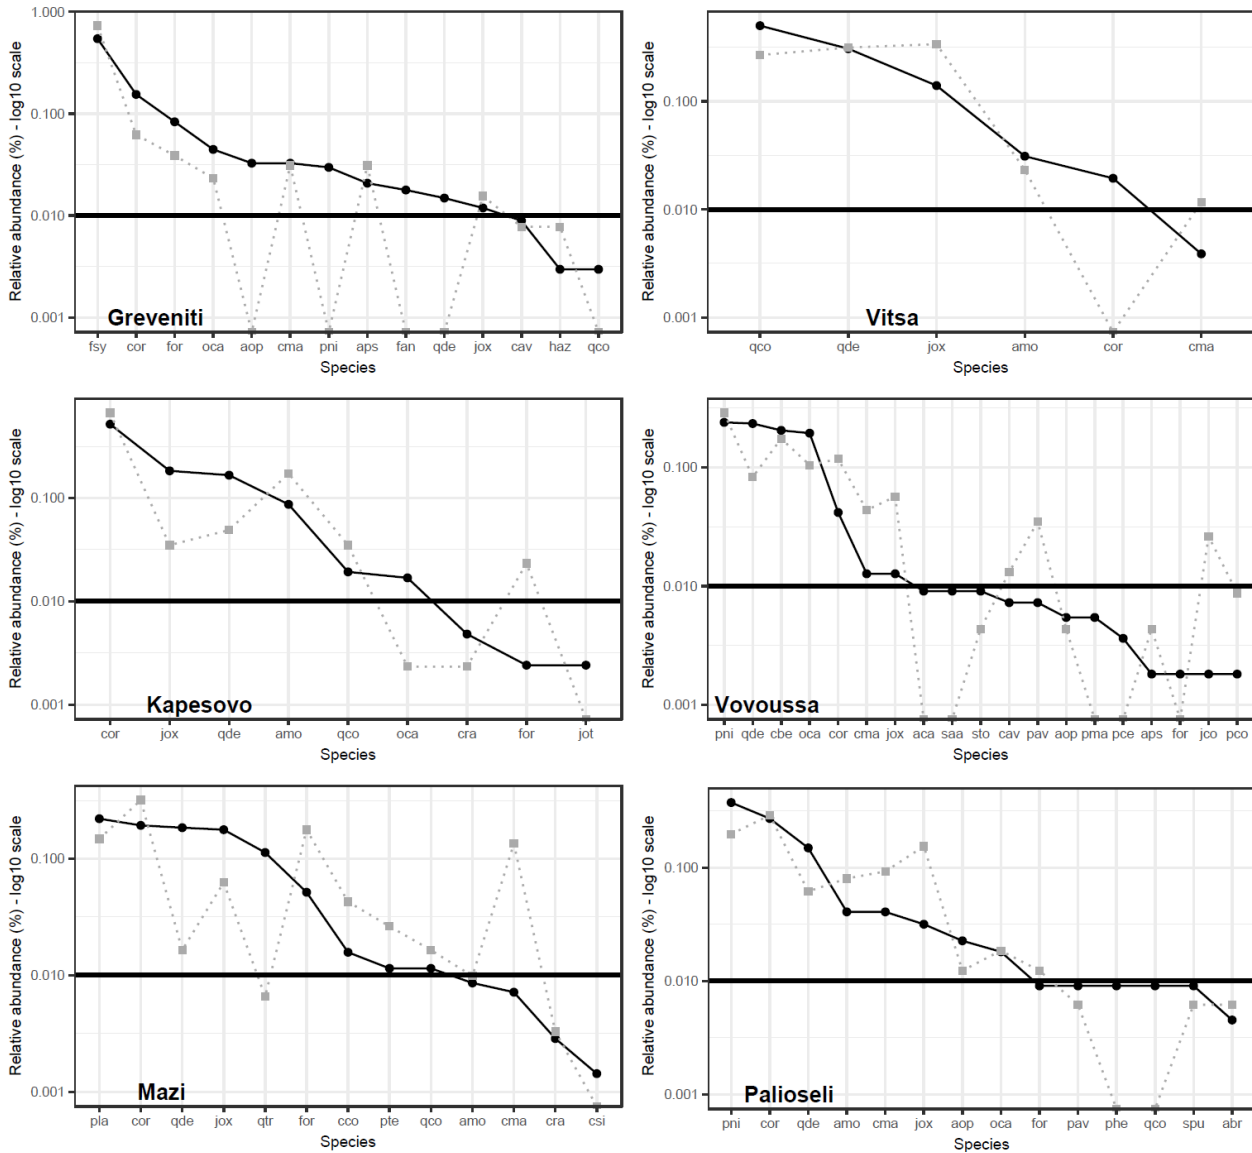 Relative abundance (%) - log10 scale
1.000
0.100
0.010
0.001
Greveniti
fsy cor for oca aop cma pni aps fan qde jox cav haz qco
Species
Relative abundance (%) - log10 scale
0.100
0.010
0.001
Vitsa
qco qde jox amo cor cma
Species
Relative abundance (%) - log10 scale
0.100
0.010
0.001
Kapesovo
cor jox qde amo qco oca cra for jot
Species
Relative abundance (%) - log10 scale
0.100
0.010
0.001
Vovoussa
pni qde cbe oca cor cma jox aca saa sto cav pav aop pma pce aps for jco pco
Species
Relative abundance (%) - log10 scale
0.100
0.010
0.001
Mazi
pla cor qde jox qtr for cco pte qco amo cma cra csi
Species
Relative abundance (%) - log10 scale
0.100
0.010
0.001
Palioseli
pni cor qde amo cma jox aop oca for pav phe qco spu abr
Species